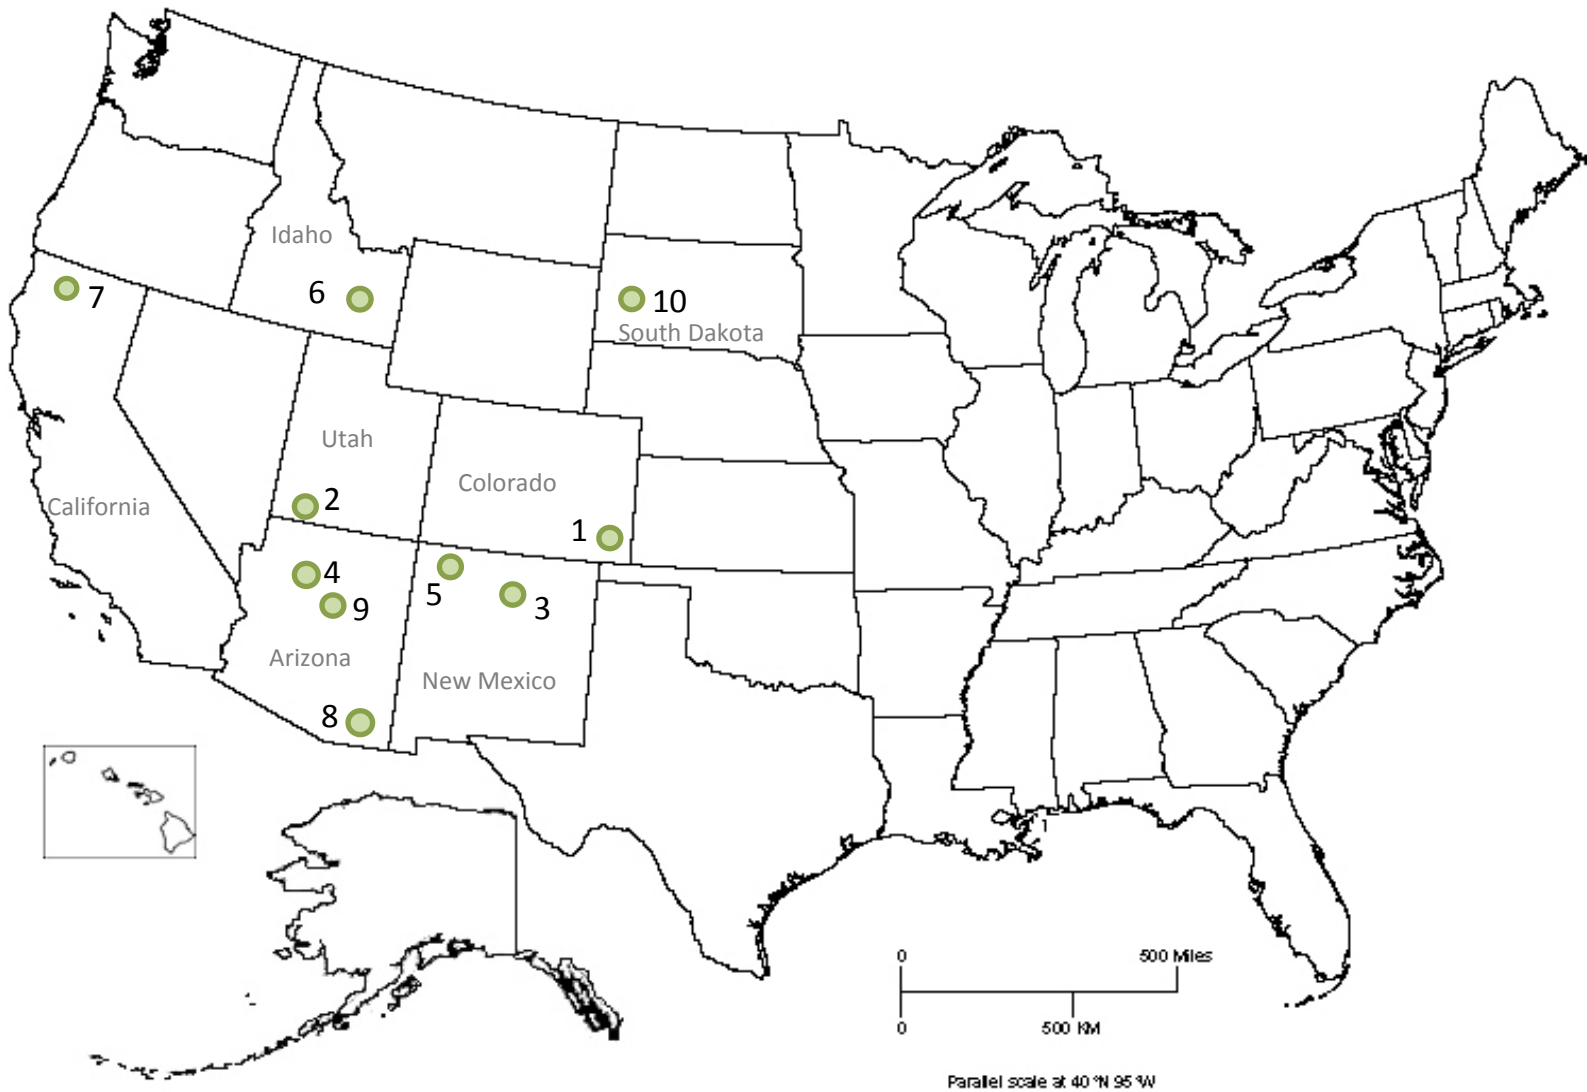 Idaho
7
6
10
South Dakota
Utah
Colorado
2
California
1
4
5
3
9
Arizona
New Mexico
8
0
500 Miles
0
500 KM
Parallel scale at 40 °N 95 °W